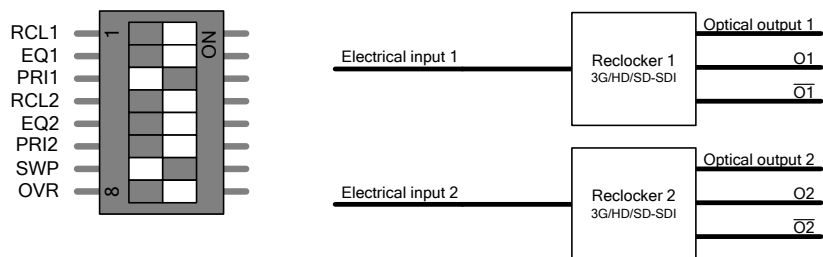 RCL1
EQ1
PRI1
RCL2
EQ2
PRI2
SWP
OVR
1
8
ON
Electrical input 1
Reclocker 1
3G/HD/SD-SDI
Optical output 1
O1
O1
Electrical input 2
Reclocker 2
3G/HD/SD-SDI
Optical output 2
O2
O2